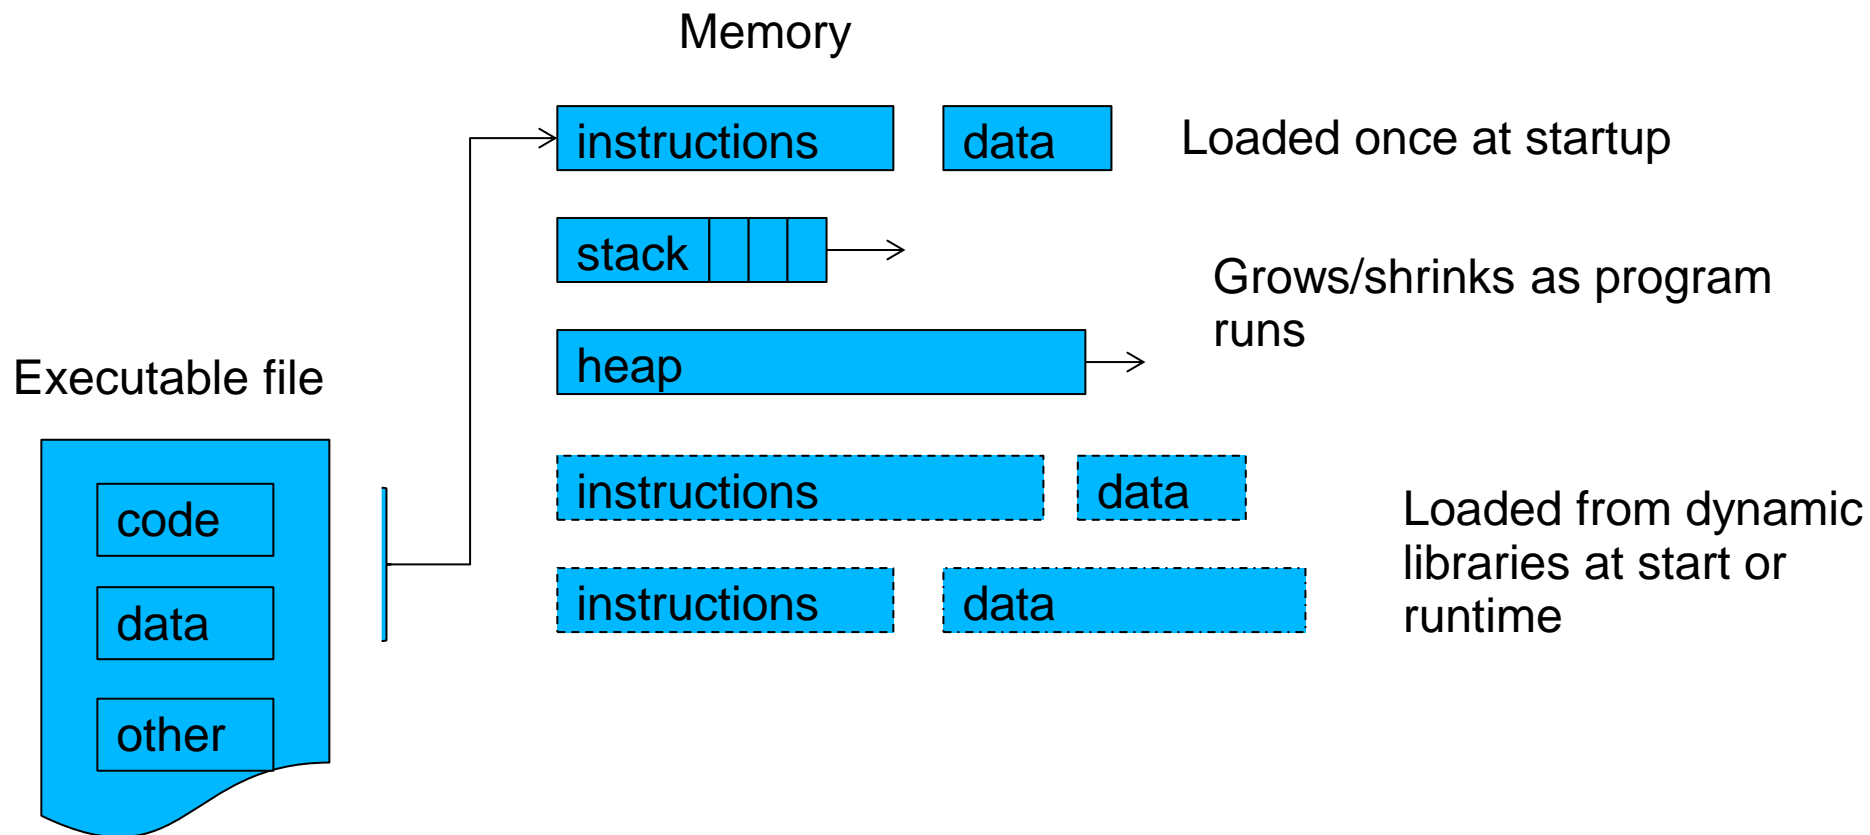 Memory
instructions
data
Loaded once at startup
stack
Grows/shrinks as program
runs
heap
Executable file
code
data
other
instructions
data
instructions
data
Loaded from dynamic
libraries at start or
runtime